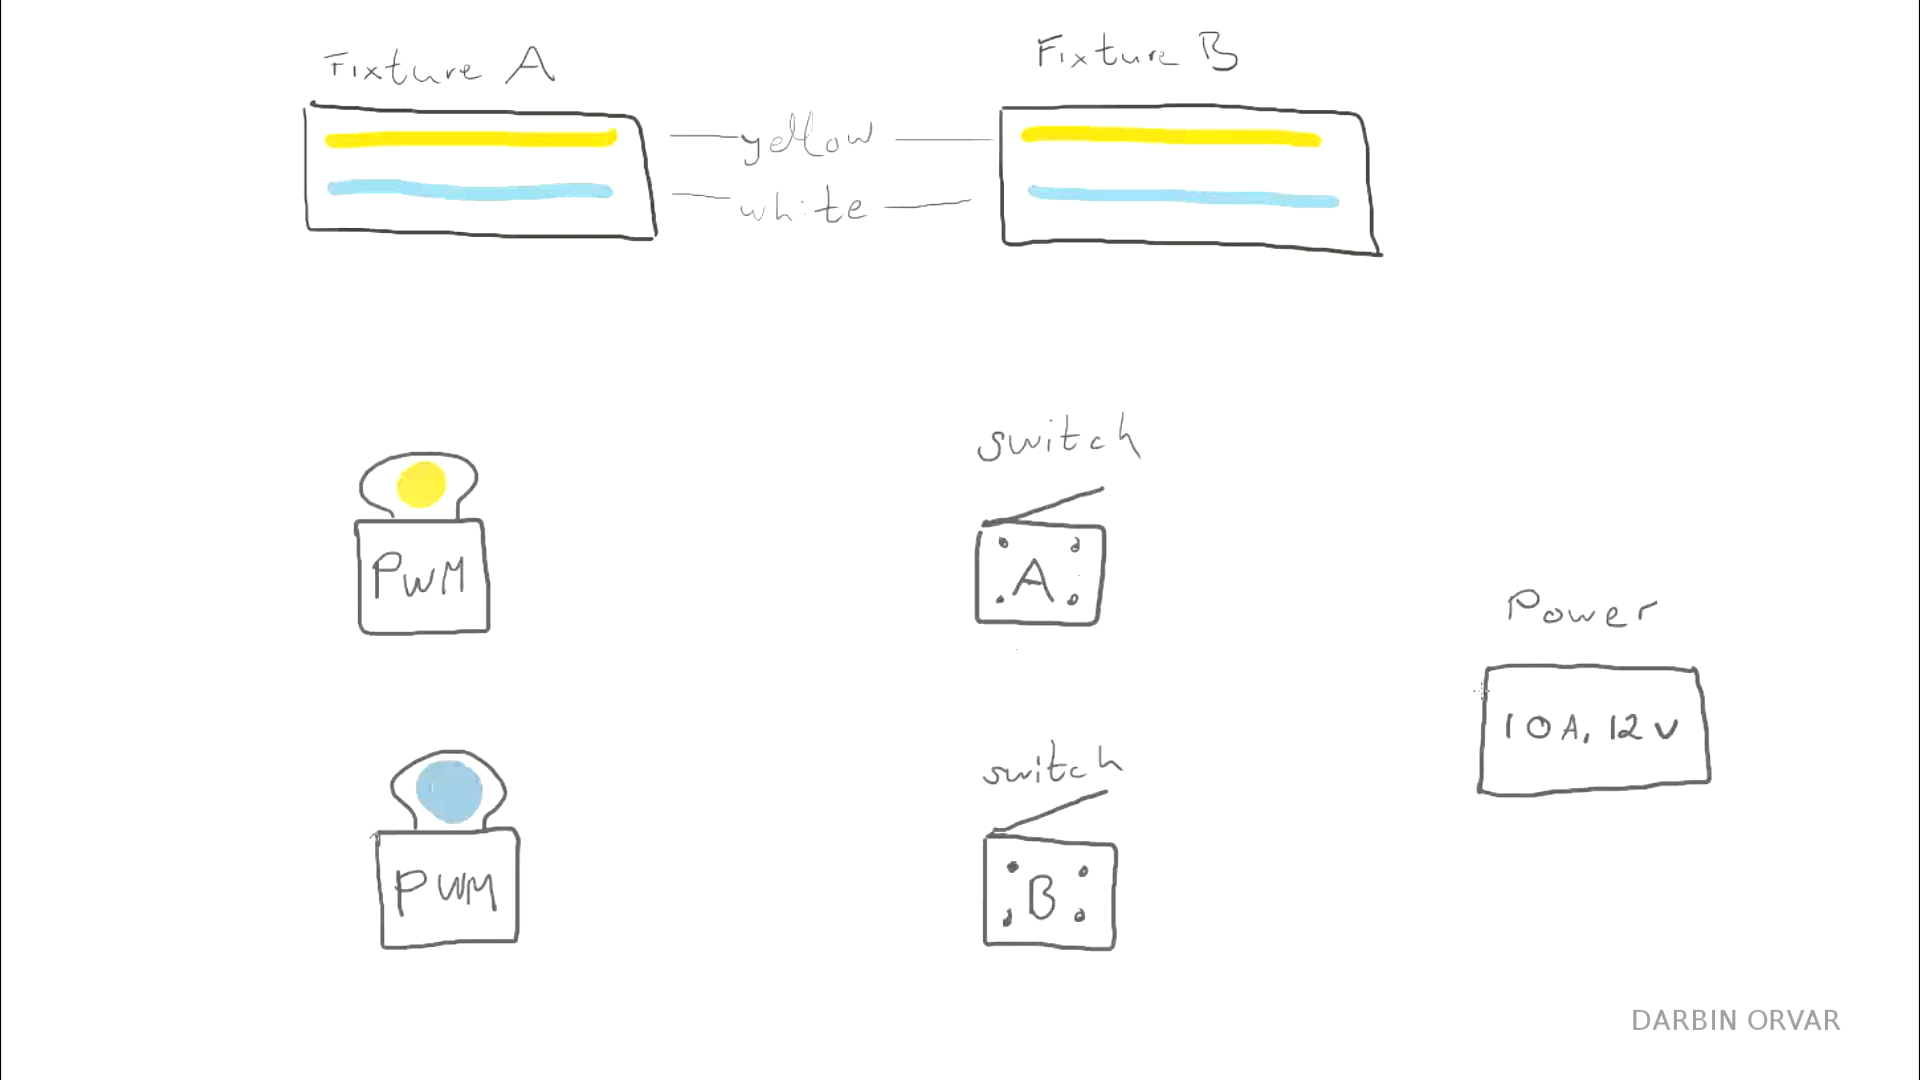 Fixture A
Fixture B
yellow
white
switch
PWM
A
Power
10A, 12V
switch
PWM
B
DARBIN ORVAR